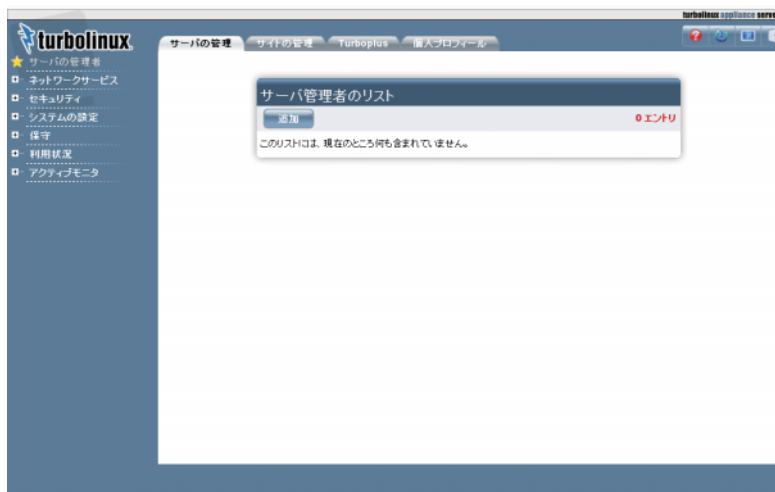 turbolinux appliance serve
turbolinux
サーバの管理
サイトの管理
Turboplus
個人プロフィール
サーバの管理者
ネットワークサービス
セキュリティ
システムの設定
保守
利用状況
アクティブモニタ
サーバ管理者のリスト
追加
0 エントリ
このリストには、現在のところ何も含まれていません。